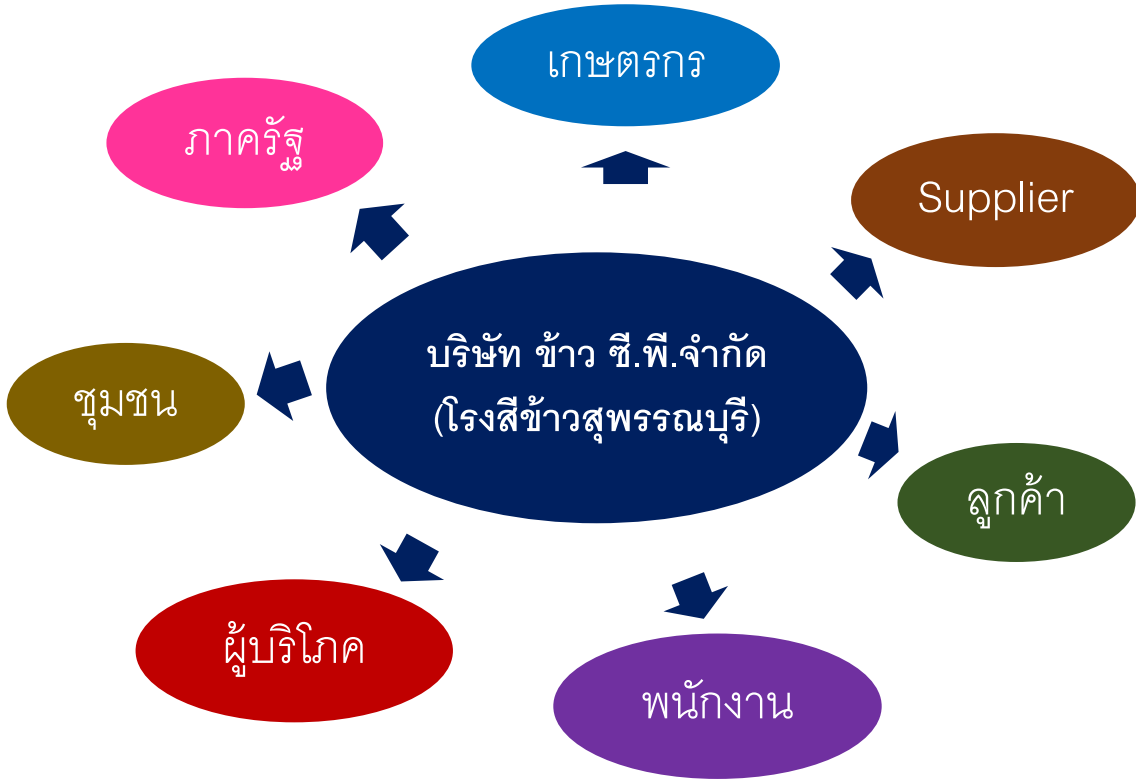 เกษตรกร
ภาครัฐ
Supplier
บริษัท ข้าว ซี.พี.จำกัด
(โรงสีข้าวสุพรรณบุรี)
ชุมชน
ลูกค้า
ผู้บริโภค
พนักงาน